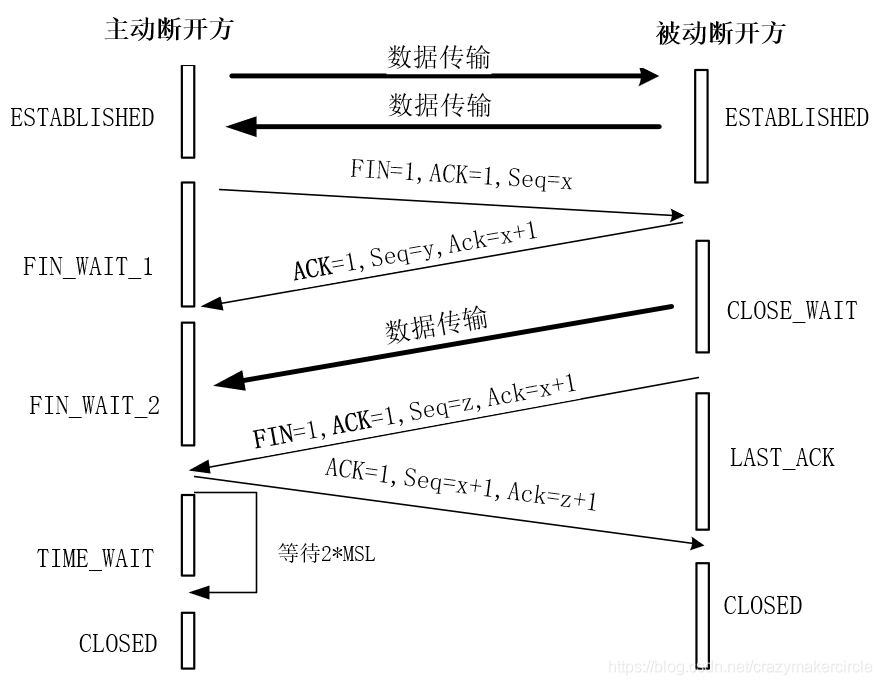 主动断开方
被动断开方
数据传输
数据传输
ESTABLISHED
ESTABLISHED
FIN=1, ACK=1, Seq=x
ACK=1, Seq=y, Ack=x+1
FIN_WAIT_1
CLOSE_WAIT
数据传输
FIN_WAIT_2
FIN=1, ACK=1, Seq=z, Ack=x+1
LAST_ACK
ACK=1, Seq=x+1, Ack=z+1
TIME_WAIT
等待2*MSL
CLOSED
CLOSED
https://blog.csdn.net/crazymakercircle